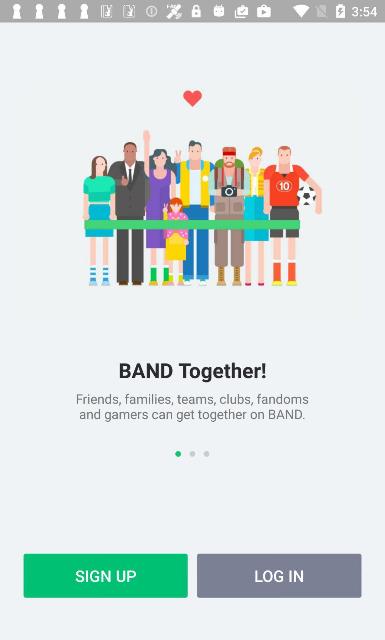 3:54
10
BAND Together!
Friends, families, teams, clubs, fandoms
and gamers can get together on BAND.
SIGN UP
LOG IN